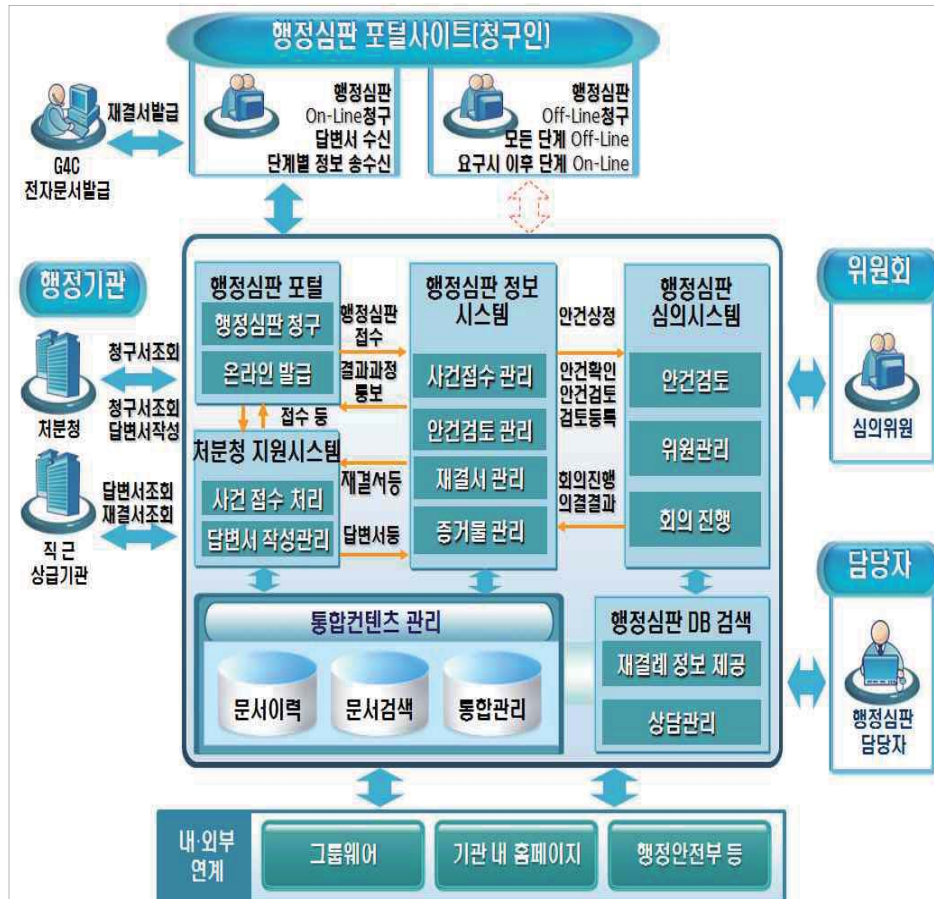 행정심판 포털사이트(청구인)
행정심판
On-Line청구
답변서 수신
단계별 정보 송수신
행정심판
Off-Line청구
모든 단계 Off-Line
요구시 이후 단계 On-Line
재결서발급
G4C
전자문서발급
행정기관
청구서조회
청구서조회
답변서작성
처분청
답변서조회
재결서조회
직 근
상급기관
행정심판 포털
행정심판 청구
온라인 발급
행정심판
접수
결과과정
통보
접수 등
처분청 지원시스템
사건 접수 처리
답변서 작성관리
재결서등
답변서등
행정심판 정보
시스템
사건접수 관리
안건검토 관리
재결서 관리
증거물 관리
안건상정
안건확인
안건검토
검토등록
회의진행
의결결과
행정심판
심의시스템
안건검토
위원관리
회의 진행
위원회
심의위원
담당자
행정심판
담당자
통합컨텐츠 관리
문서이력
문서검색
통합관리
행정심판 DB 검색
재결례 정보 제공
상담관리
내·외부
연계
그룹웨어
기관 내 홈페이지
행정안전부 등